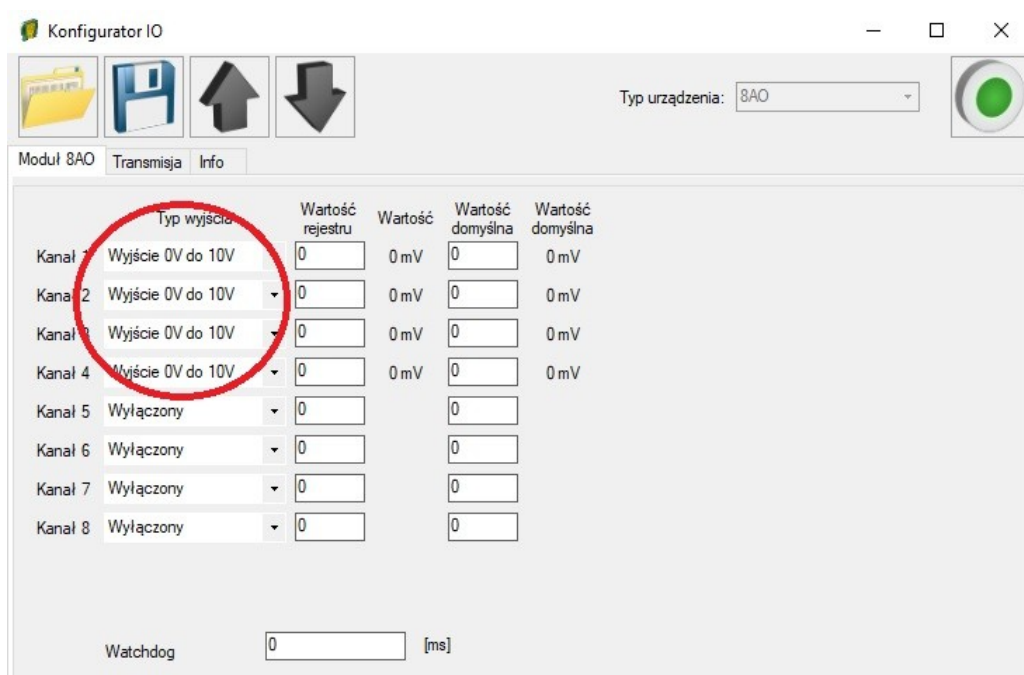 Konfigurator IO
Typ urządzenia: 8AO
Moduł 8AO Transmisja Info
Typ wyjścia Wartość rejestru Wartość Wartość domyślna Wartość domyślna
Kanał 1 Wyjście 0V do 10V 0 0 mV 0 0 mV
Kanał 2 Wyjście 0V do 10V 0 0 mV 0 0 mV
Kanał 3 Wyjście 0V do 10V 0 0 mV 0 0 mV
Kanał 4 Wyjście 0V do 10V 0 0 mV 0 0 mV
Kanał 5 Wyłączony 0 0
Kanał 6 Wyłączony 0 0
Kanał 7 Wyłączony 0 0
Kanał 8 Wyłączony 0 0
Watchdog 0 [ms]